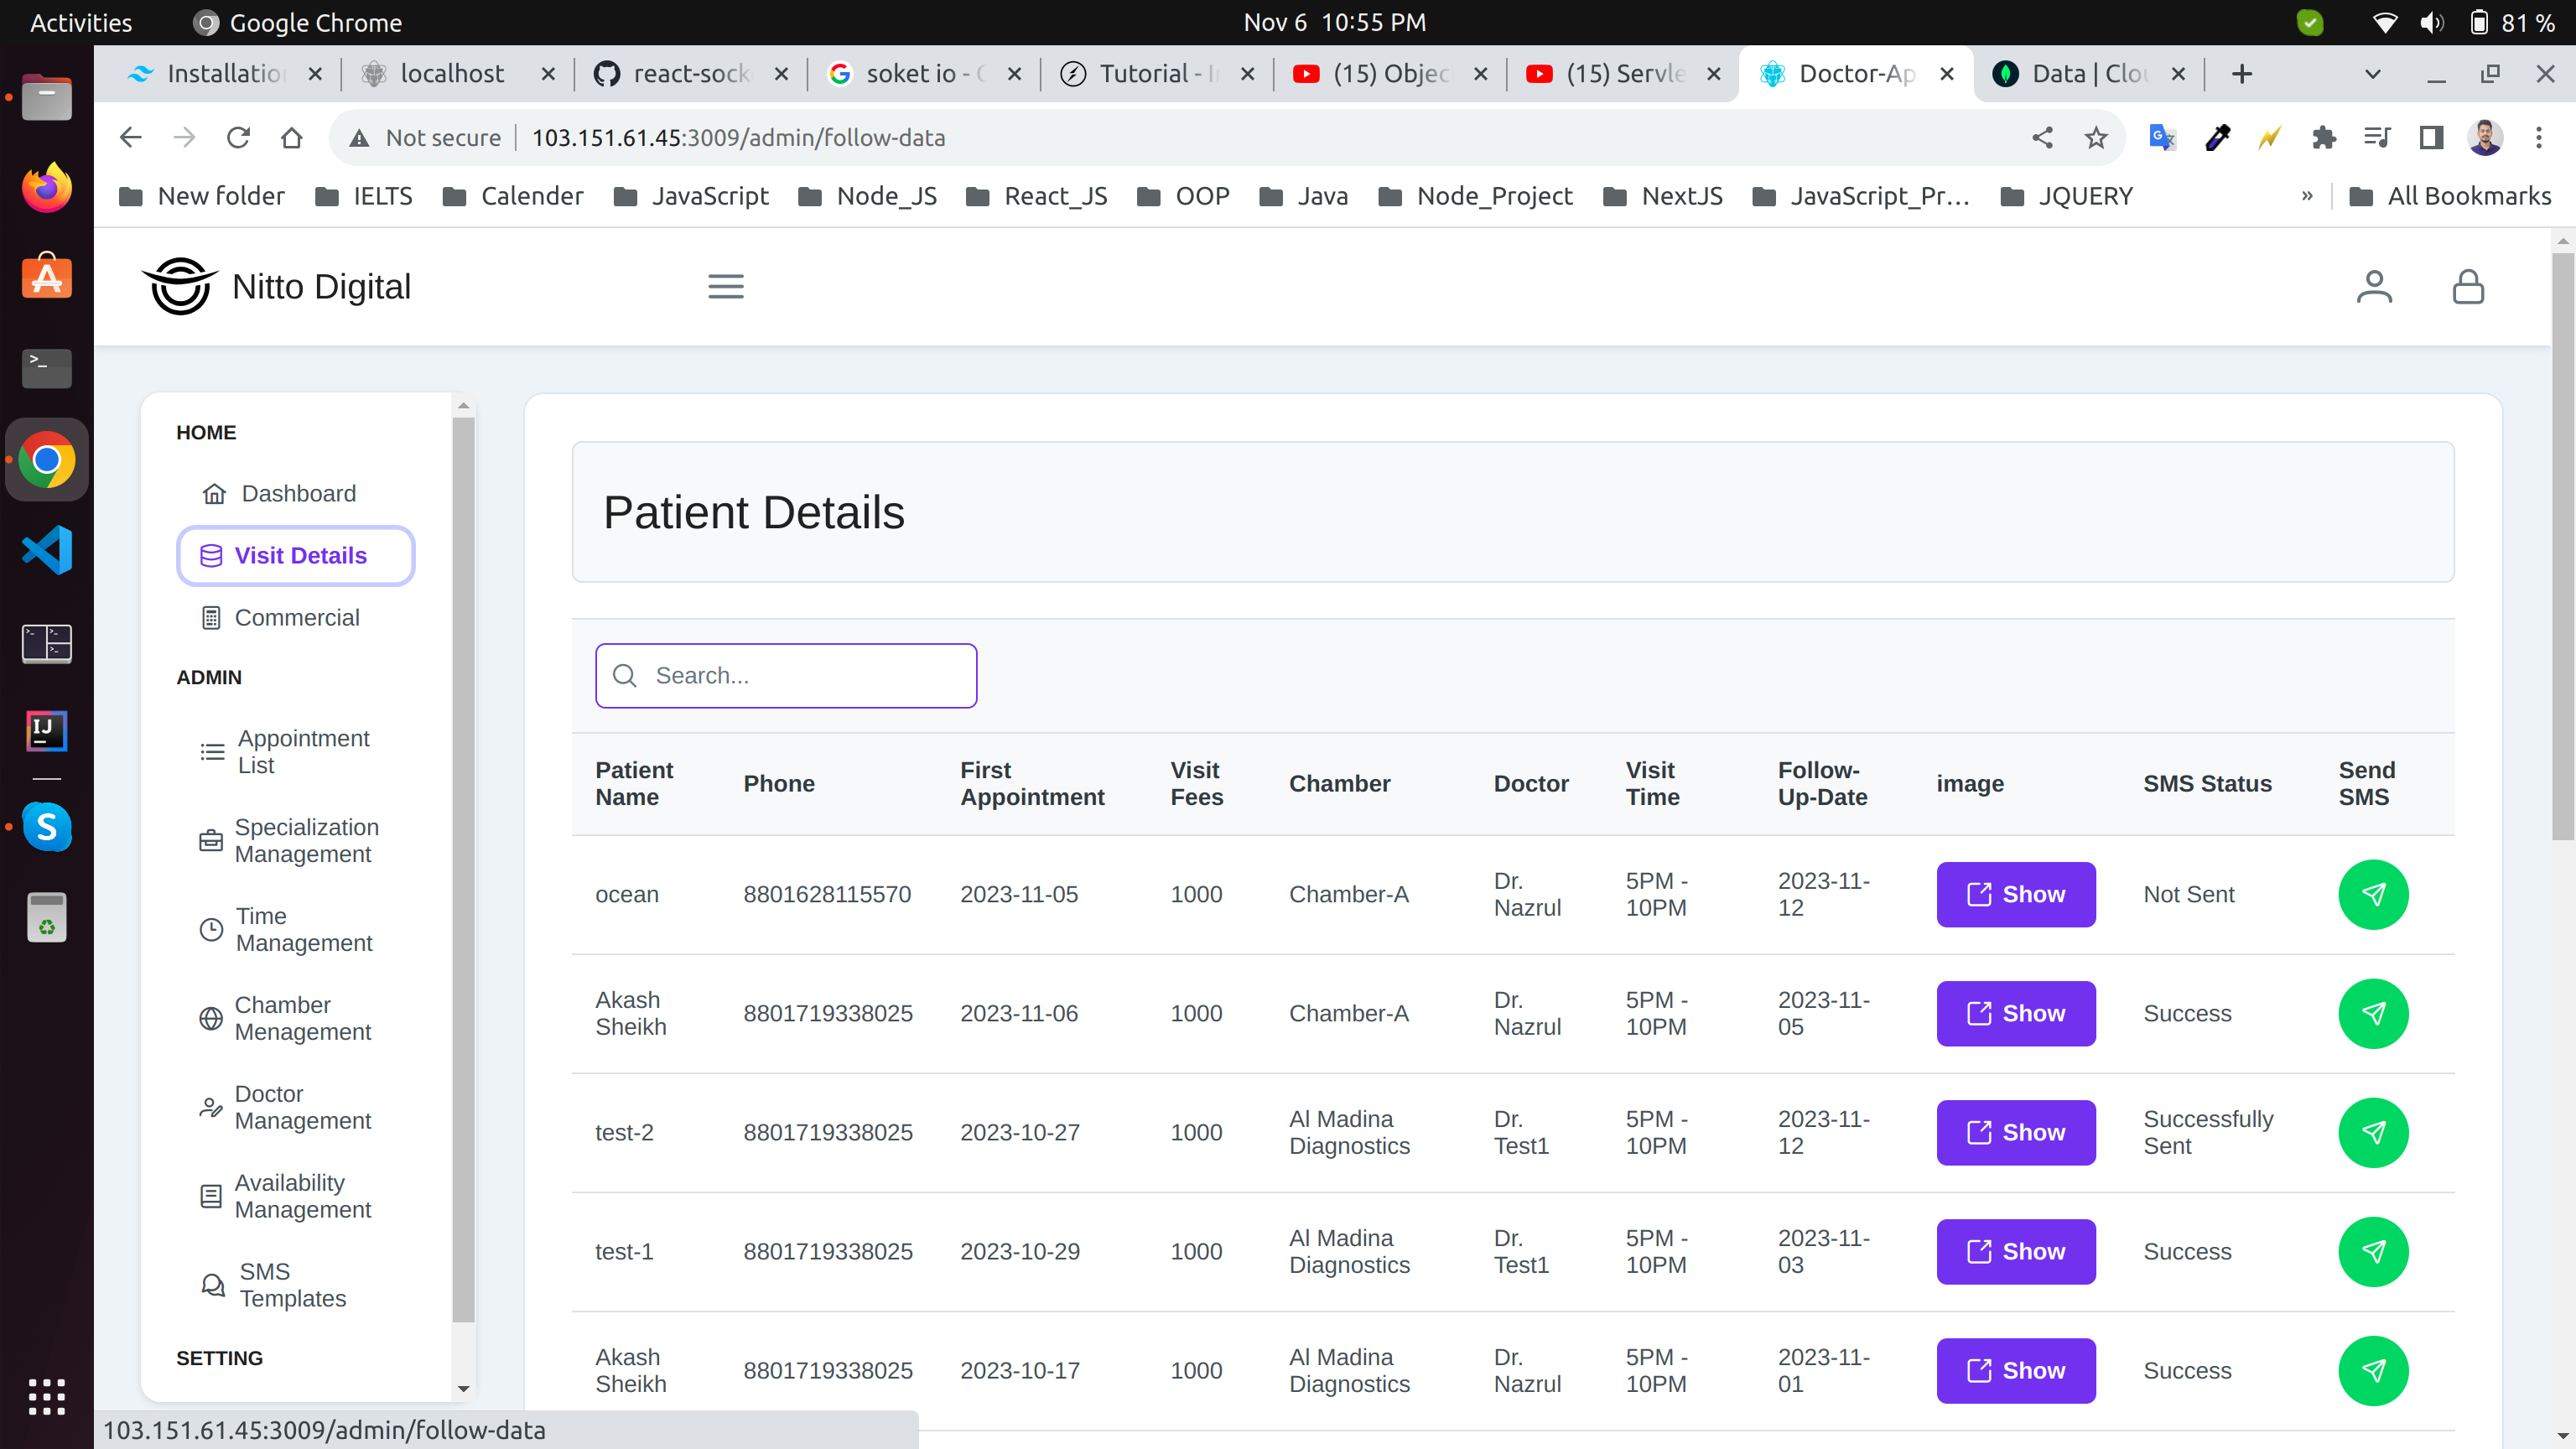 Activities Google Chrome Nov 6 10:55 PM 81 %
Installation localhost react-sock soket io - Tutorial - (15) Objec (15) Servle Doctor-Ap Data | Clou
Not secure 103.151.61.45:3009/admin/follow-data
New folder IELTS Calender JavaScript Node_JS React_JS OOP Java Node_Project NextJS JavaScript_Pr... JQUERY » All Bookmarks
Nitto Digital
HOME
Dashboard
Visit Details
Commercial
ADMIN
Appointment
List
Specialization
Management
Time
Management
Chamber
Menagement
Doctor
Management
Availability
Management
SMS
Templates
SETTING
Patient Details
Search...
Patient Name Phone First Appointment Visit Fees Chamber Doctor Visit Time Follow-Up-Date image SMS Status Send SMS
ocean 8801628115570 2023-11-05 1000 Chamber-A Dr. Nazrul 5PM - 10PM 2023-11-12 Show Not Sent
Akash Sheikh 8801719338025 2023-11-06 1000 Chamber-A Dr. Nazrul 5PM - 10PM 2023-11-05 Show Success
test-2 8801719338025 2023-10-27 1000 Al Madina Diagnostics Dr. Test1 5PM - 10PM 2023-11-12 Show Successfully Sent
test-1 8801719338025 2023-10-29 1000 Al Madina Diagnostics Dr. Test1 5PM - 10PM 2023-11-03 Show Success
Akash Sheikh 8801719338025 2023-10-17 1000 Al Madina Diagnostics Dr. Nazrul 5PM - 10PM 2023-11-01 Show Success
103.151.61.45:3009/admin/follow-data